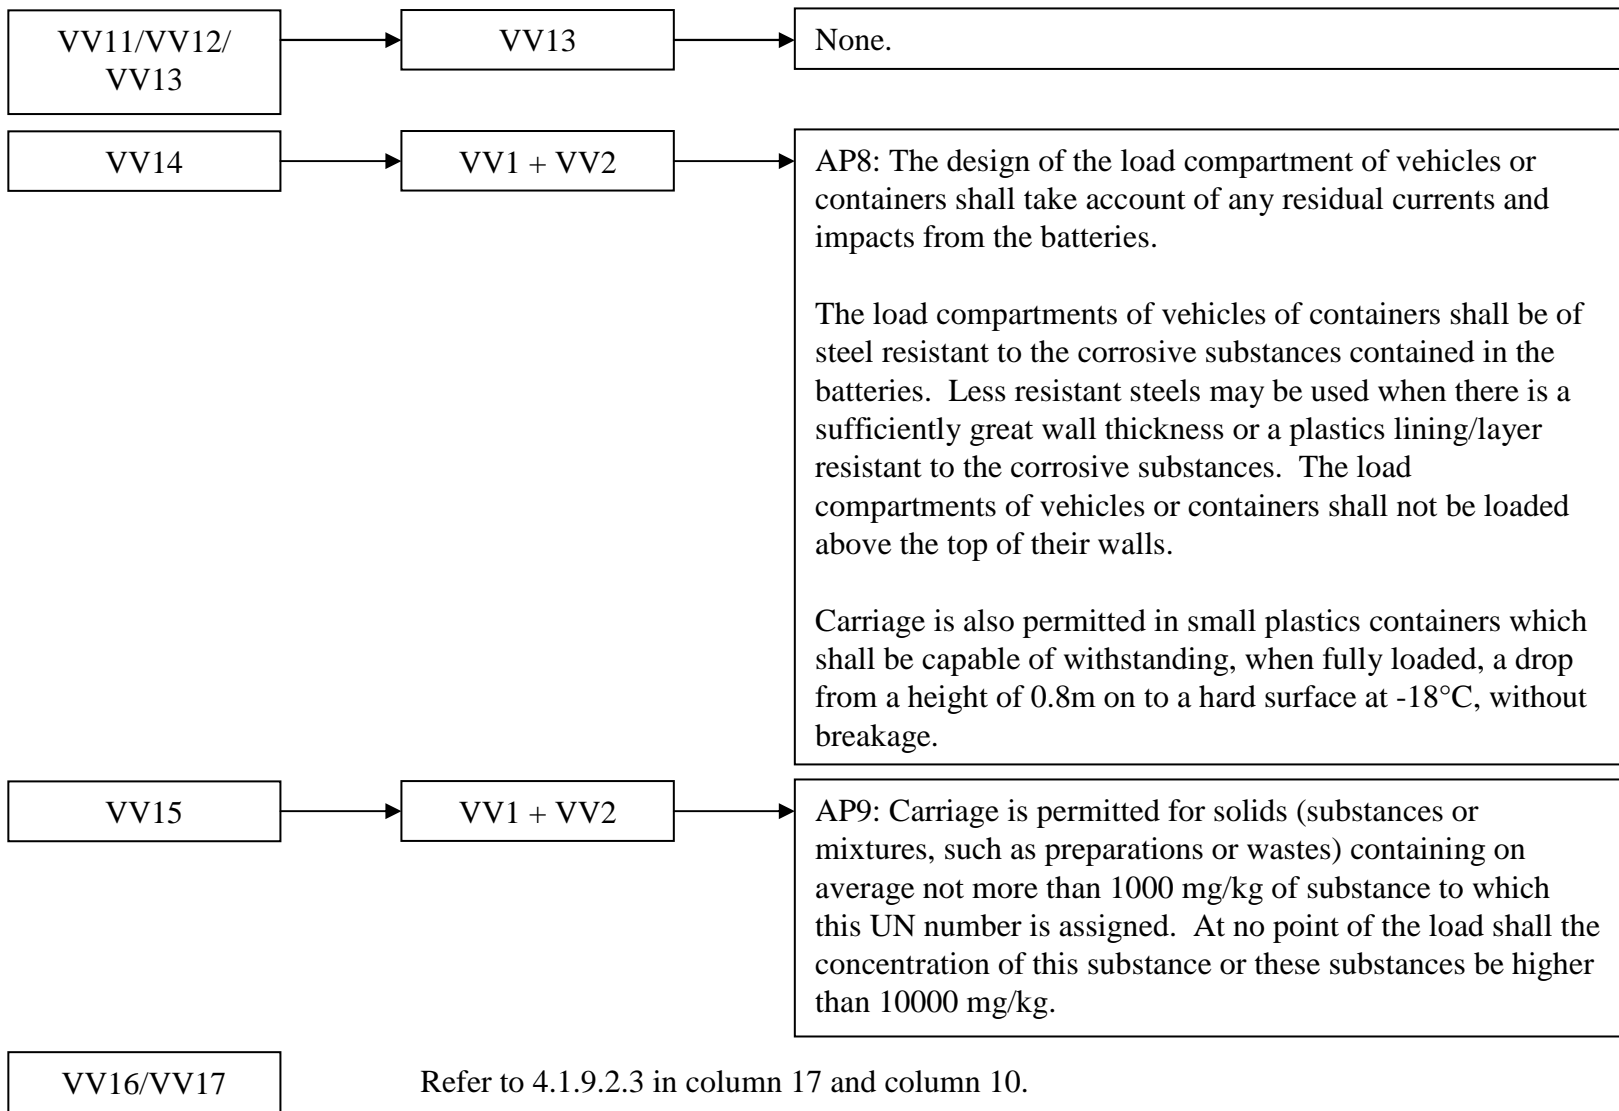 VV11/VV12/
VV13
VV13
None.
VV14
VV1 + VV2
AP8: The design of the load compartment of vehicles or
containers shall take account of any residual currents and
impacts from the batteries.
The load compartments of vehicles of containers shall be of
steel resistant to the corrosive substances contained in the
batteries.  Less resistant steels may be used when there is a
sufficiently great wall thickness or a plastics lining/layer
resistant to the corrosive substances.  The load
compartments of vehicles or containers shall not be loaded
above the top of their walls.
Carriage is also permitted in small plastics containers which
shall be capable of withstanding, when fully loaded, a drop
from a height of 0.8m on to a hard surface at -18°C, without
breakage.
VV15
VV1 + VV2
AP9: Carriage is permitted for solids (substances or
mixtures, such as preparations or wastes) containing on
average not more than 1000 mg/kg of substance to which
this UN number is assigned.  At no point of the load shall the
concentration of this substance or these substances be higher
than 10000 mg/kg.
VV16/VV17
Refer to 4.1.9.2.3 in column 17 and column 10.